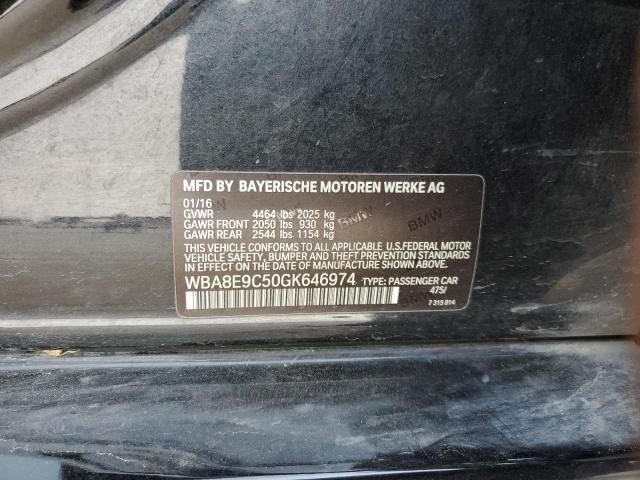 MFD BY BAYERISCHE MOTOREN WERKE AG
01/16
GVWR 4464 lbs 2025 kg
GAWR FRONT 2050 lbs 930 kg
GAWR REAR 2544 lbs 1154 kg
THIS VEHICLE CONFORMS TO ALL APPLICABLE U.S.FEDERAL MOTOR
VEHICLE SAFETY, BUMPER AND THEFT PREVENTION STANDARDS
IN EFFECT ON THE DATE OF MANUFACTURE SHOWN ABOVE.
WBA8E9C50GK646974 TYPE: PASSENGER CAR
475/
7 315 814
BMW
BMW